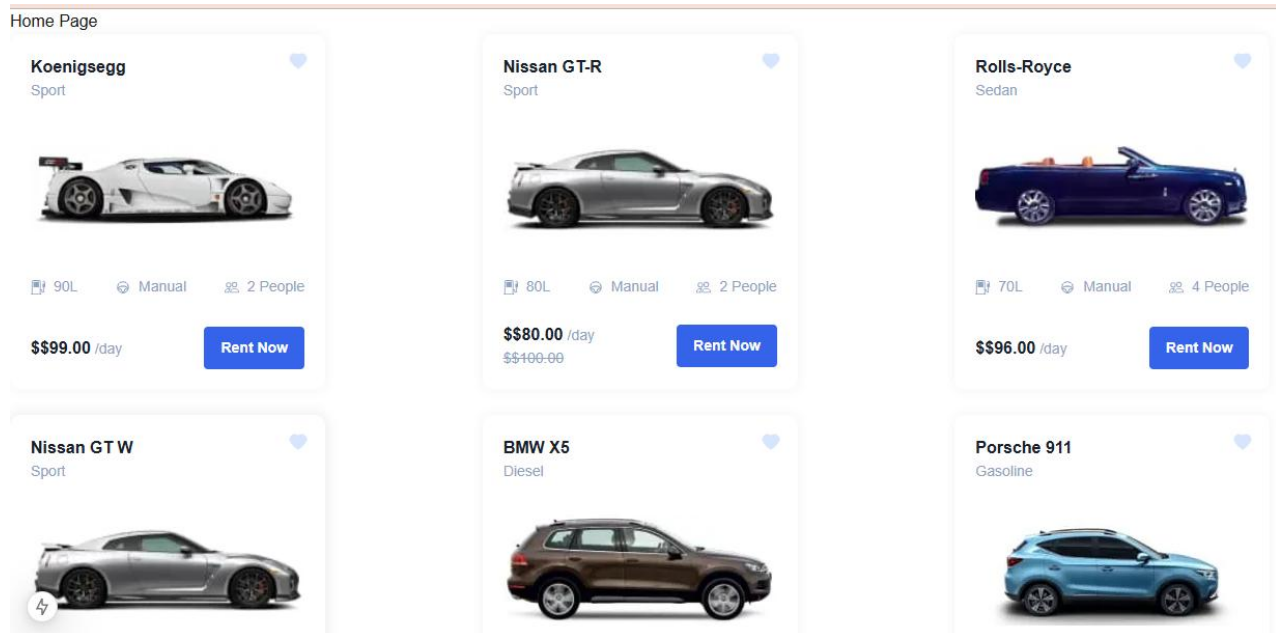 Home Page
Koenigsegg
Sport
90L Manual 2 People
$$99.00 /day
Rent Now
Nissan GT-R
Sport
80L Manual 2 People
$$80.00 /day
$$100.00
Rent Now
Rolls-Royce
Sedan
70L Manual 4 People
$$96.00 /day
Rent Now
Nissan GT W
Sport
BMW X5
Diesel
Porsche 911
Gasoline